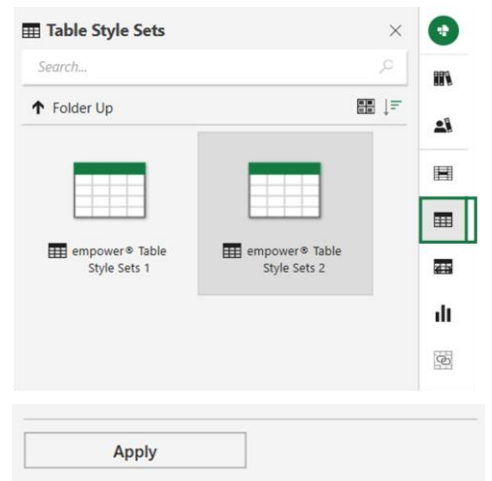 Table Style Sets
Search...
Folder Up
empower® Table
Style Sets 1
empower® Table
Style Sets 2
Apply